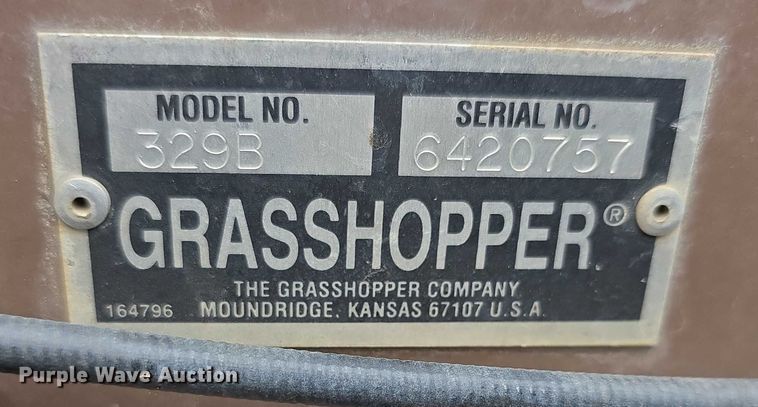 MODEL NO.
329B
SERIAL NO.
6420757
GRASSHOPPER®
THE GRASSHOPPER COMPANY
164796
MOUNDRIDGE, KANSAS 67107 U.S.A.
Purple Wave Auction